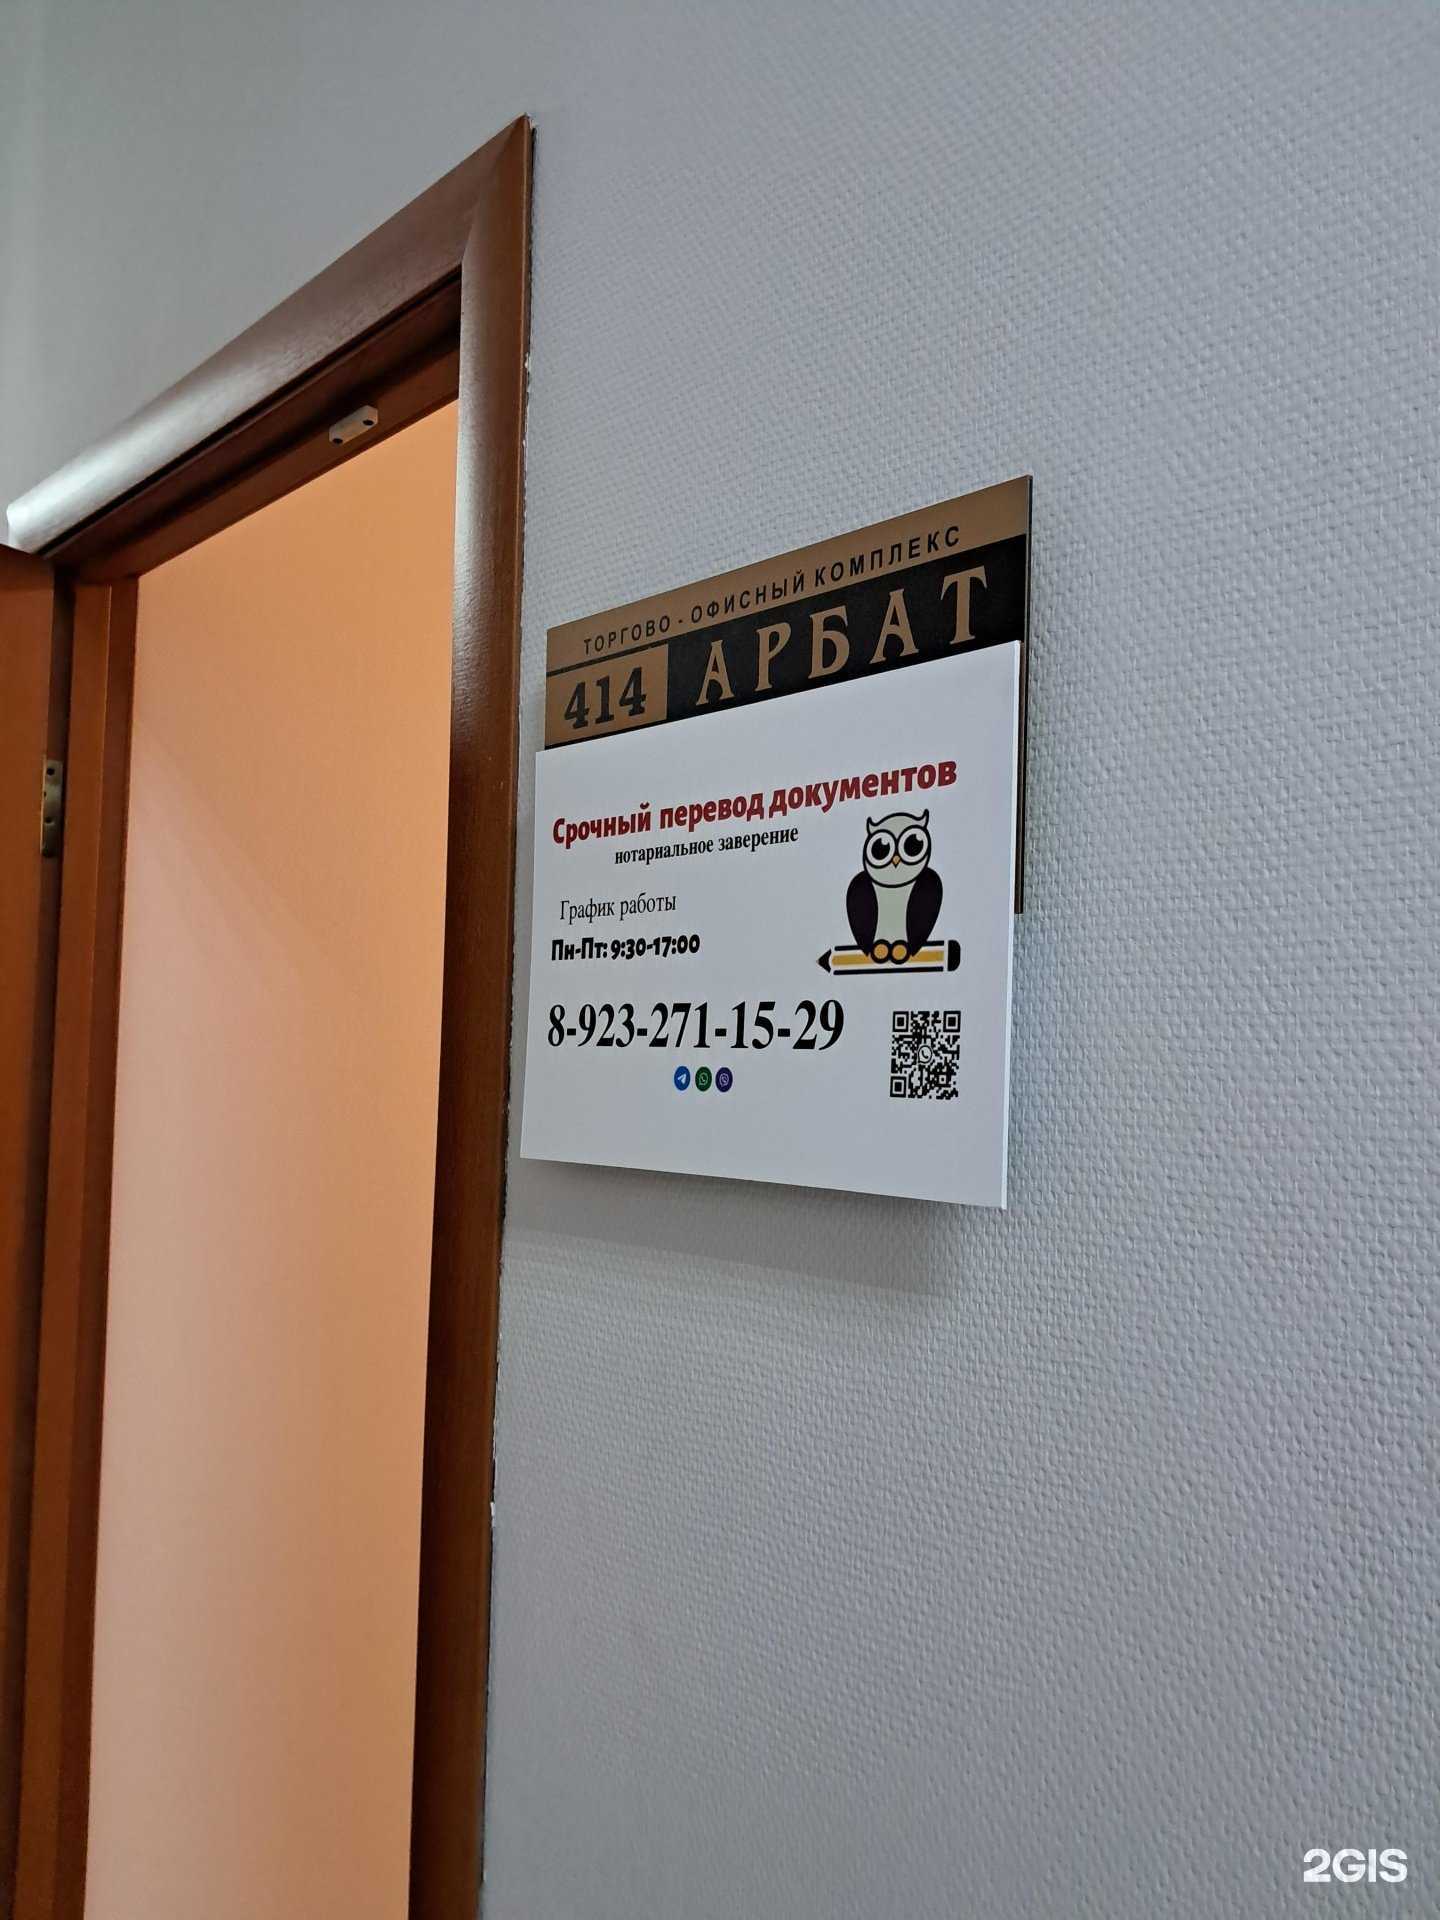 ТОРГОВО - ОФИСНЫЙ КОМПЛЕКС
414 АРБАТ
Срочный перевод документов
нотариальное заверение
График работы
Пн-Пт: 9:30-17:00
8-923-271-15-29
2GIS